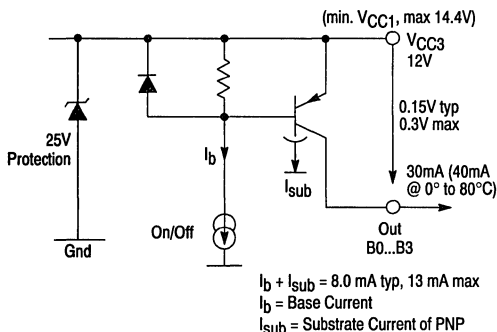 (min. VCC1, max 14.4V)
VCC3
12V
0.15V typ
0.3V max
25V
Protection
Ib
Isub
30mA (40mA
@ 0° to 80°C)
On/Off
Gnd
Out
B0...B3
Ib + Isub = 8.0 mA typ, 13 mA max
Ib = Base Current
Isub = Substrate Current of PNP